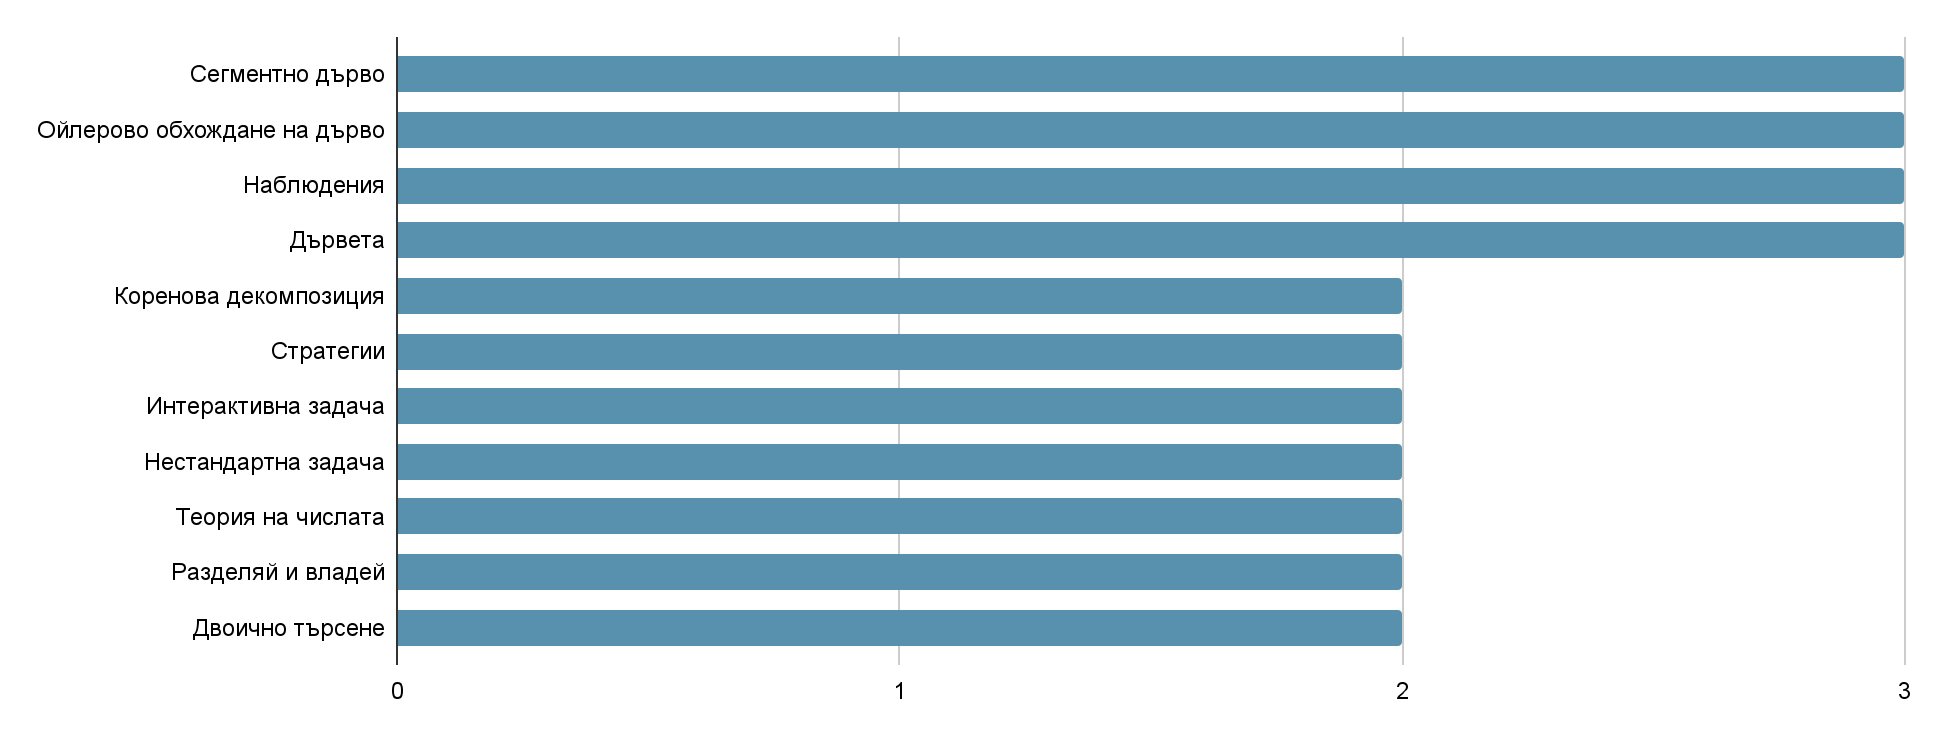 Сегментно дърво
Ойлерово обхождане на дърво
Наблюдения
Дървета
Коренова декомпозиция
Стратегии
Интерактивна задача
Нестандартна задача
Теория на числата
Разделяй и владей
Двоично търсене
0 1 2 3